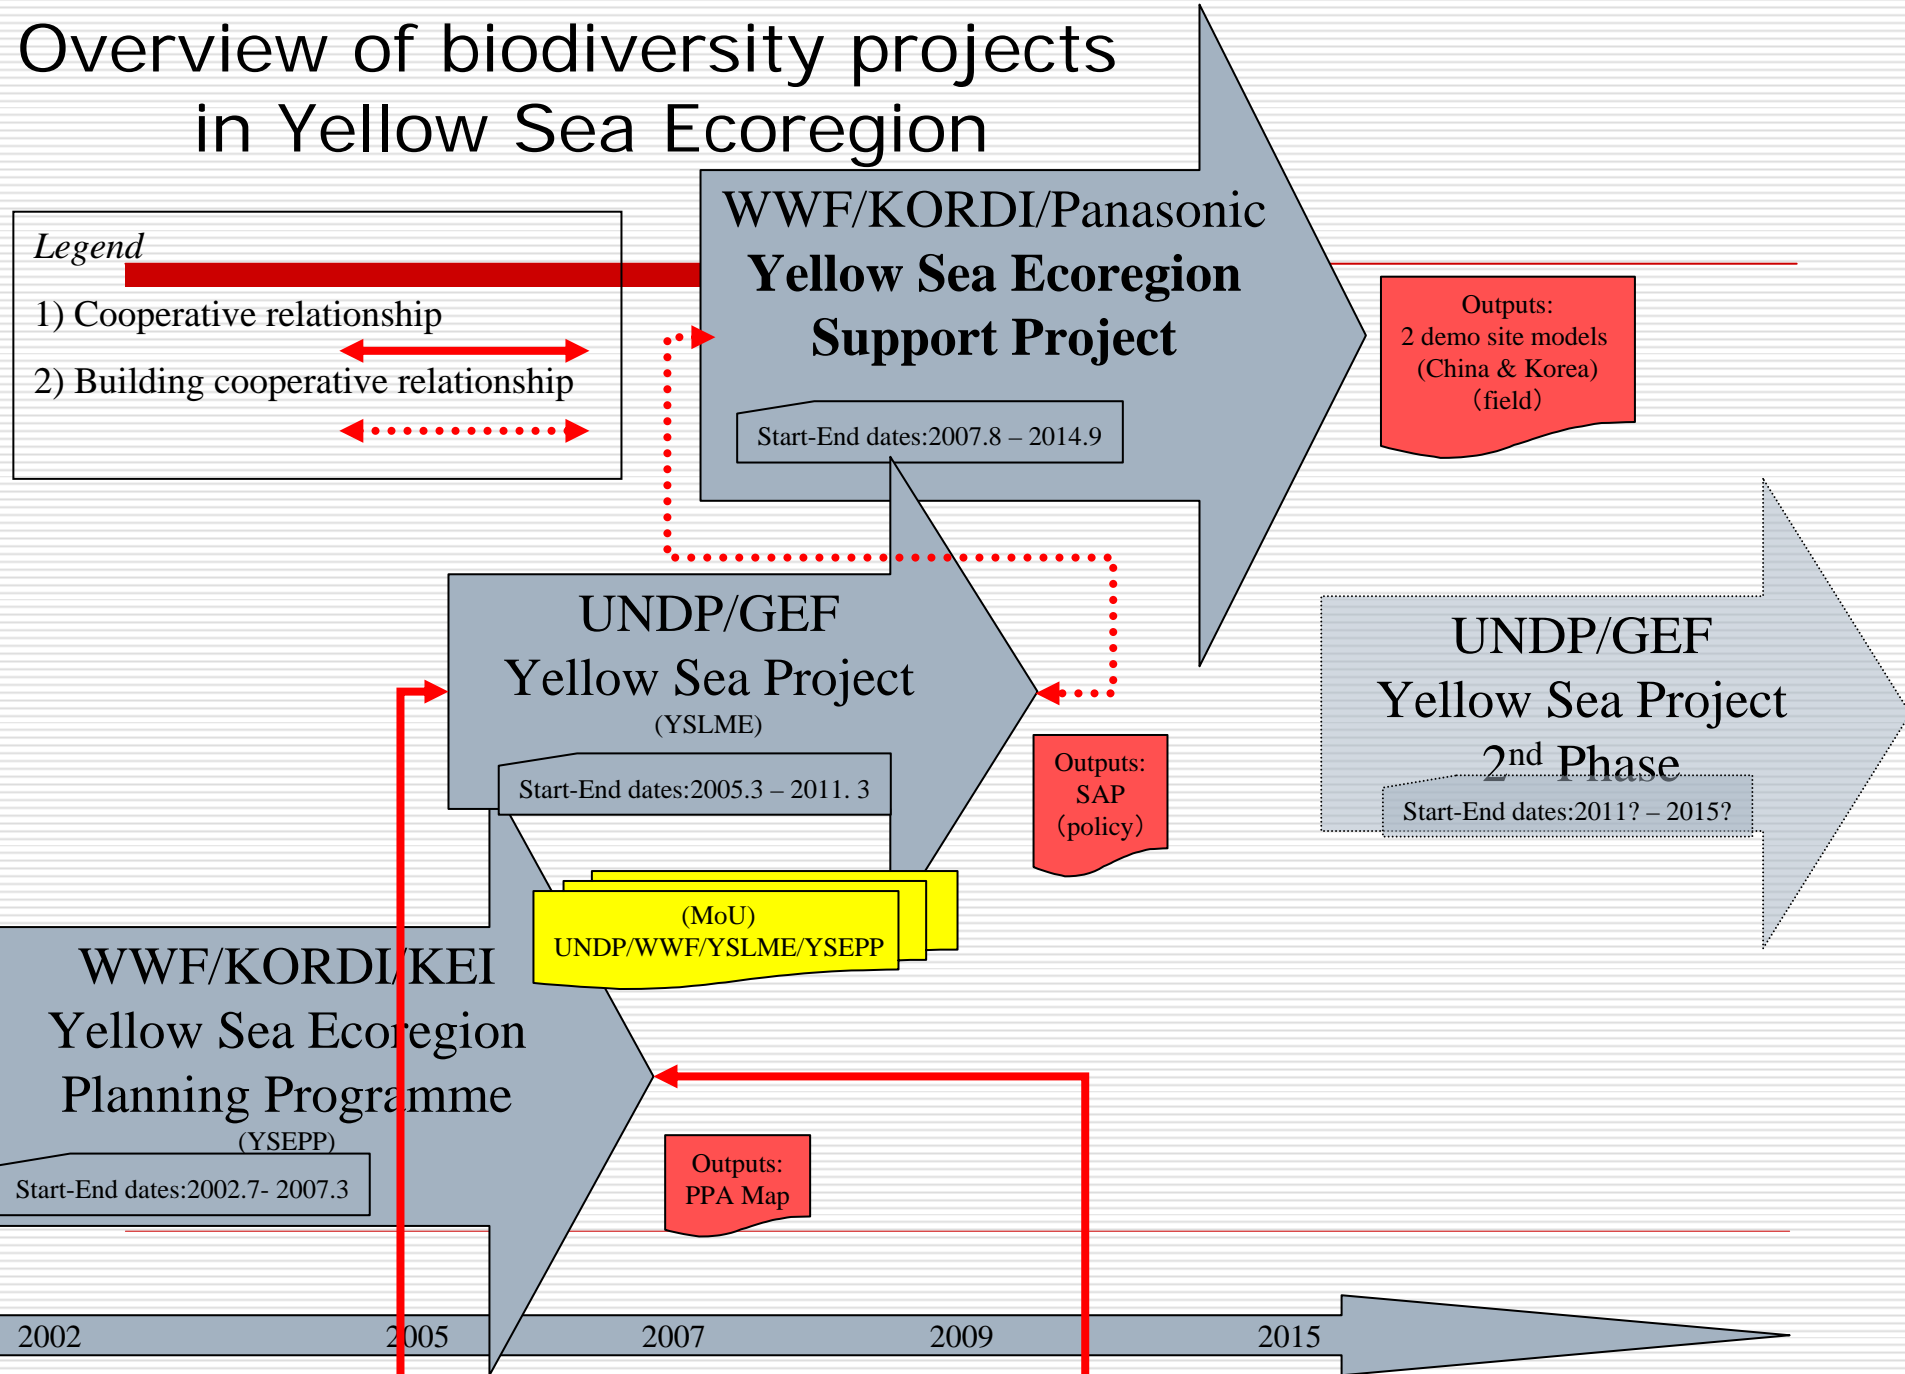 Overview of biodiversity projects
in Yellow Sea Ecoregion
Legend
1) Cooperative relationship
2) Building cooperative relationship
WWF/KORDI/Panasonic
Yellow Sea Ecoregion
Support Project
Start-End dates:2007.8 – 2014.9
Outputs:
2 demo site models
(China & Korea)
（field）
UNDP/GEF
Yellow Sea Project
(YSLME)
Start-End dates:2005.3 – 2011. 3
Outputs:
SAP
（policy）
UNDP/GEF
Yellow Sea Project
2nd Phase
Start-End dates:2011? – 2015?
(MoU)
UNDP/WWF/YSLME/YSEPP
WWF/KORDI/KEI
Yellow Sea Ecoregion
Planning Programme
(YSEPP)
Start-End dates:2002.7- 2007.3
Outputs:
PPA Map
2002 2005 2007 2009 2015